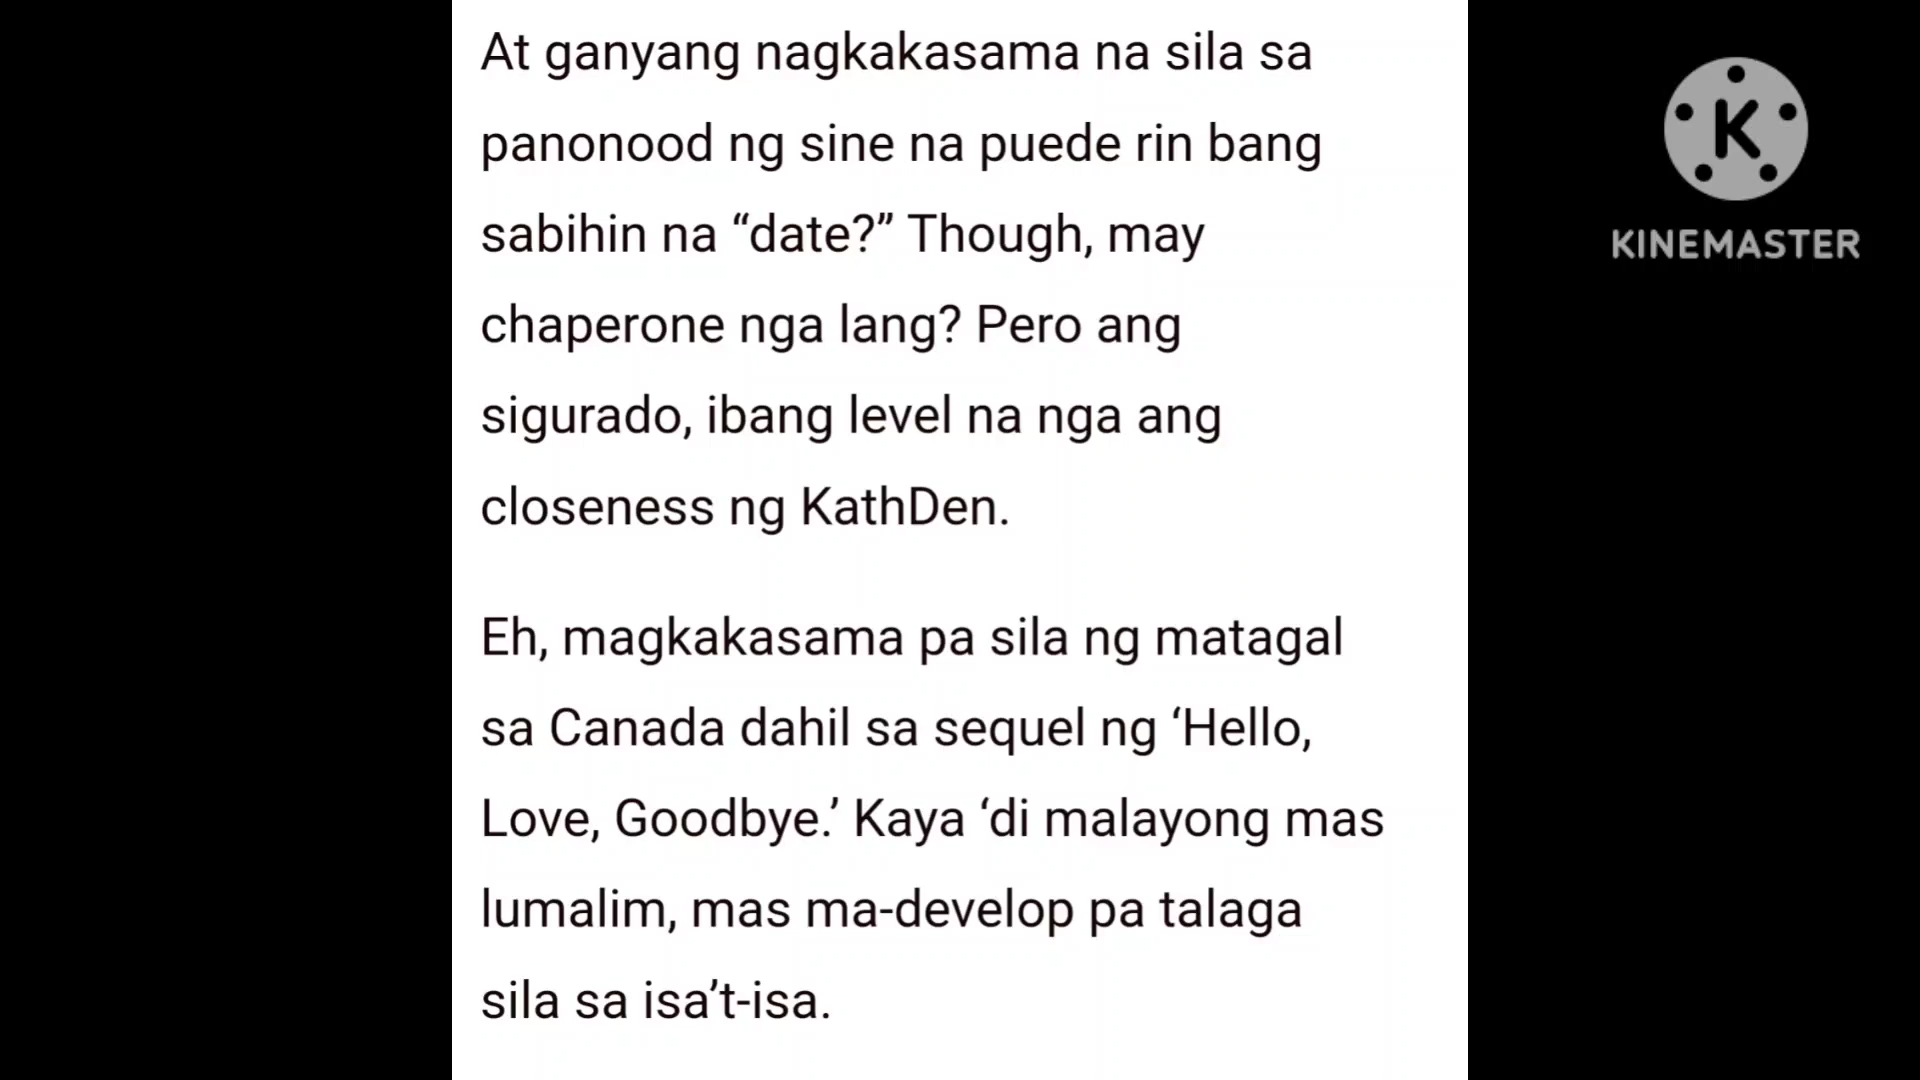 At ganyang nagkakasama na sila sa
panonood ng sine na puede rin bang
sabihin na “date?” Though, may
chaperone nga lang? Pero ang
sigurado, ibang level na nga ang
closeness ng KathDen.
Eh, magkakasama pa sila ng matagal
sa Canada dahil sa sequel ng ‘Hello,
Love, Goodbye.’ Kaya ‘di malayong mas
lumalim, mas ma-develop pa talaga
sila sa isa’t-isa.
K
KINEMASTER